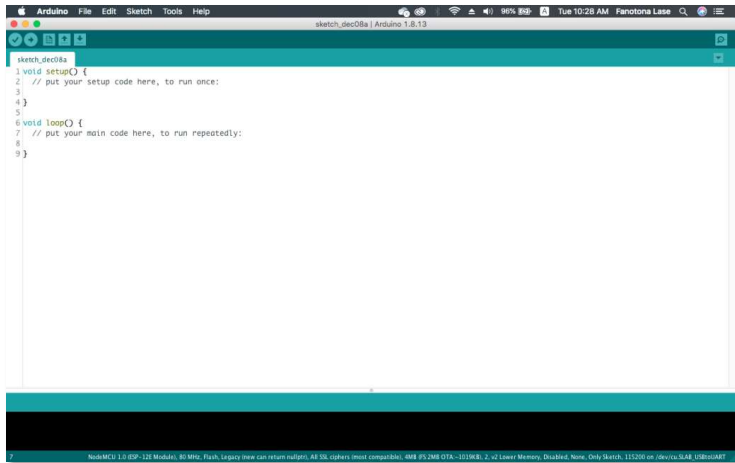 Arduino File Edit Sketch Tools Help 96% A Tue 10:28 AM Fanotona Lase
sketch_dec08a | Arduino 1.8.13
sketch_dec08a
1 void setup() {
2 // put your setup code here, to run once:
3
4 }
5
6 void loop() {
7 // put your main code here, to run repeatedly:
8
9 }
7 NodeMCU 1.0 (ESP-12E Module), 80 MHz, Flash, Legacy (new can return nullptr), All SSL ciphers (most compatible), 4MB (FS:2MB OTA:~1019KB), 2, v2 Lower Memory, Disabled, None, Only Sketch, 115200 on /dev/cu.SLAB_USBtoUART